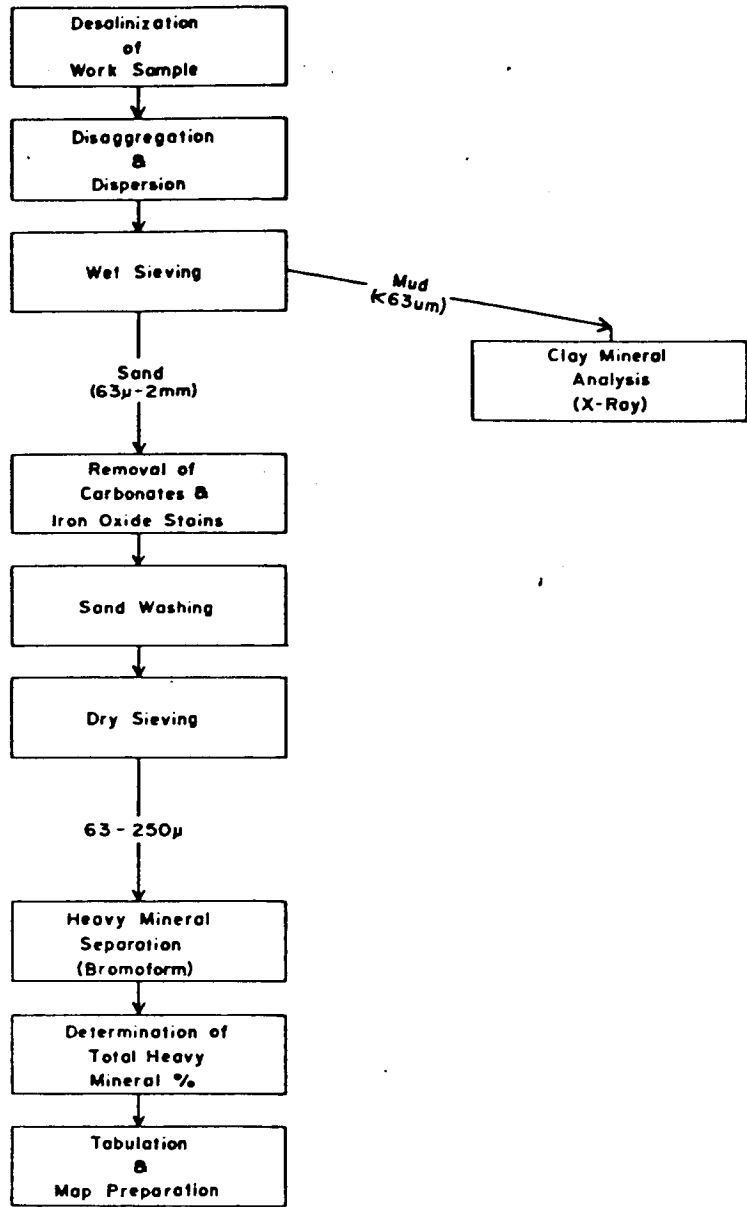 Desalinization
of
Work Sample
Disaggregation
&
Dispersion
Wet Sieving
Mud
(<63um)
Clay Mineral
Analysis
(X-Ray)
Sand
(63μ-2mm)
Removal of
Carbonates &
Iron Oxide Stains
Sand Washing
Dry Sieving
63 - 250μ
Heavy Mineral
Separation
(Bromoform)
Determination of
Total Heavy
Mineral %
Tabulation
&
Map Preparation